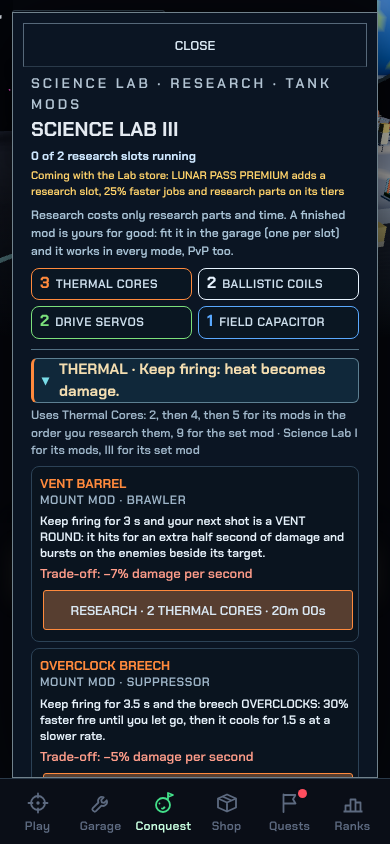 CLOSE
SCIENCE LAB · RESEARCH · TANK
MODS
SCIENCE LAB III
0 of 2 research slots running
Coming with the Lab store: LUNAR PASS PREMIUM adds a
research slot, 25% faster jobs and research parts on its tiers
Research costs only research parts and time. A finished
mod is yours for good: fit it in the garage (one per slot)
and it works in every mode, PvP too.
3 THERMAL CORES
2 BALLISTIC COILS
2 DRIVE SERVOS
1 FIELD CAPACITOR
▼ THERMAL · Keep firing: heat becomes
damage.
Uses Thermal Cores: 2, then 4, then 5 for its mods in the
order you research them, 9 for the set mod · Science Lab I
for its mods, III for its set mod
VENT BARREL
MOUNT MOD · BRAWLER
Keep firing for 3 s and your next shot is a VENT
ROUND: it hits for an extra half second of damage and
bursts on the enemies beside its target.
Trade-off: −7% damage per second
RESEARCH · 2 THERMAL CORES · 20m 00s
OVERCLOCK BREECH
MOUNT MOD · SUPPRESSOR
Keep firing for 3.5 s and the breech OVERCLOCKS: 30%
faster fire until you let go, then it cools for 1.5 s at a
slower rate.
Trade-off: −5% damage per second
Play
Garage
Conquest
Shop
Quests
Ranks